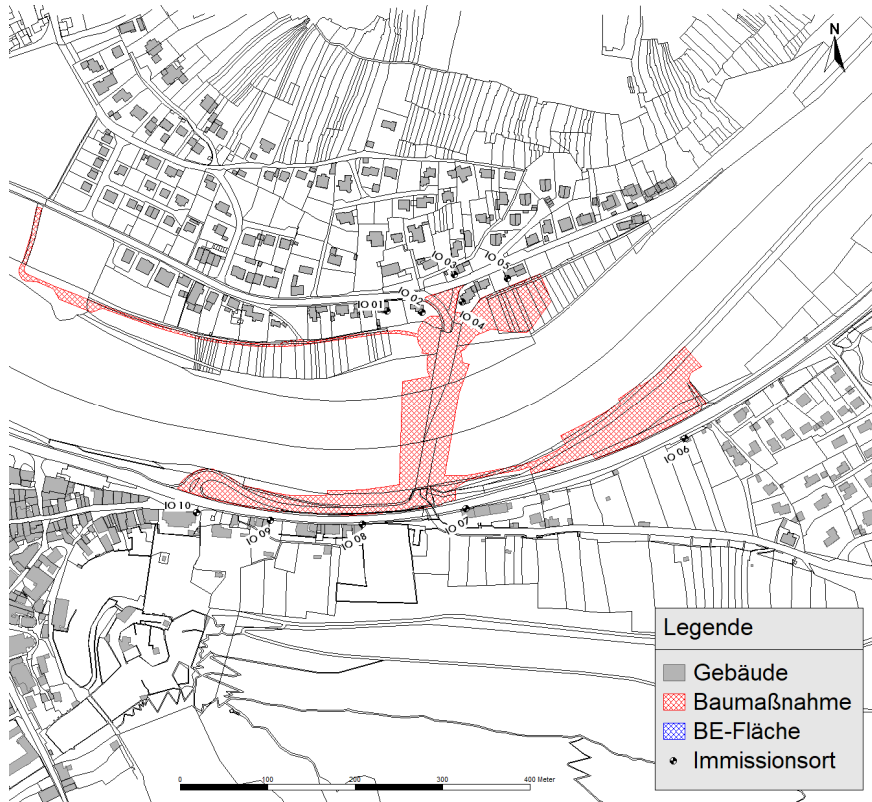 N
IO 03
IO 05
IO 01
IO 02
IO 04
IO 06
IO 10
IO 09
IO 08
IO 07
Legende
Gebäude
Baumaßnahme
BE-Fläche
Immissionsort
0 100 200 300 400 Meter